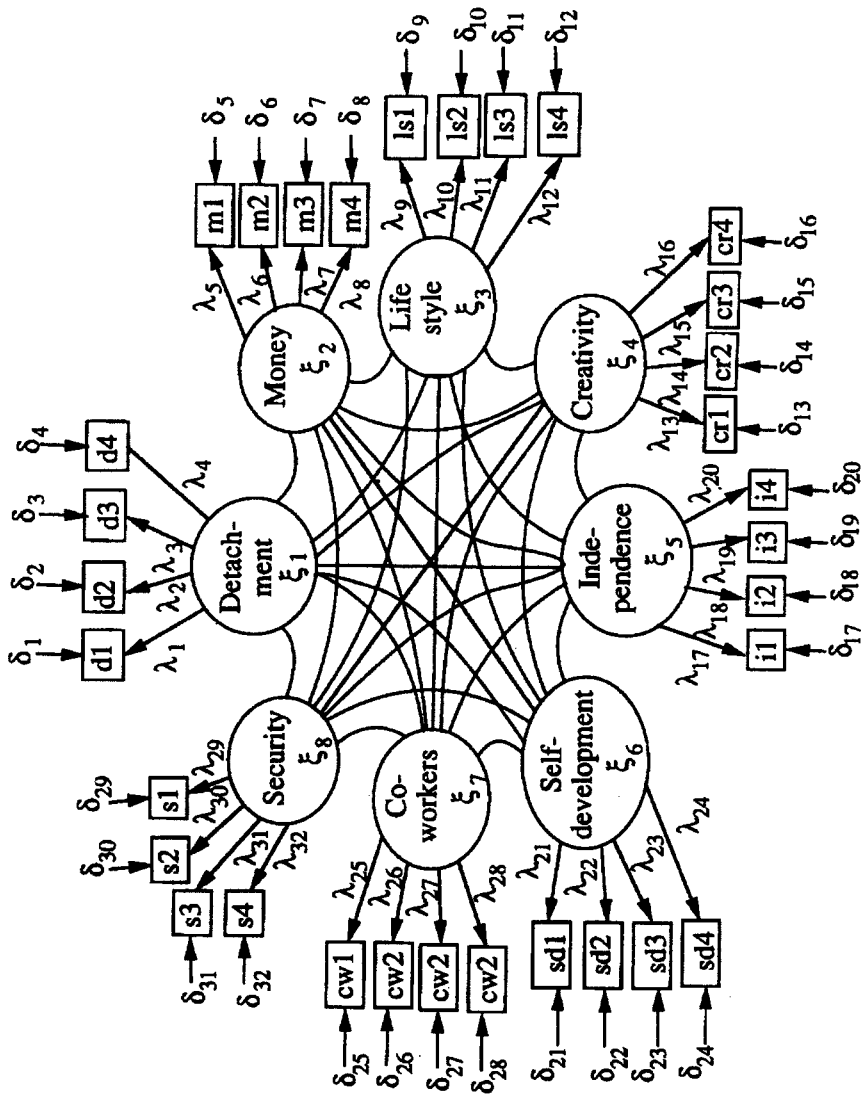 δ1
δ2
δ3
δ4
d1
d2
d3
d4
λ1
λ2
λ3
λ4
Detach-
ment
ξ1
δ5
δ6
δ7
δ8
m1
m2
m3
m4
λ5
λ6
λ7
λ8
Money
ξ2
δ9
δ10
δ11
δ12
ls1
ls2
ls3
ls4
λ9
λ10
λ11
λ12
Life
style
ξ3
Creativity
ξ4
λ13
λ14
λ15
λ16
cr1
cr2
cr3
cr4
δ13
δ14
δ15
δ16
Inde-
pendence
ξ5
λ17
λ18
λ19
λ20
i1
i2
i3
i4
δ17
δ18
δ19
δ20
Self-
development
ξ6
λ21
λ22
λ23
λ24
sd1
sd2
sd3
sd4
δ21
δ22
δ23
δ24
Co-
workers
ξ7
λ25
λ26
λ27
λ28
cw1
cw2
cw2
cw2
δ25
δ26
δ27
δ28
Security
ξ8
λ29
λ30
λ31
λ32
s1
s2
s3
s4
δ29
δ30
δ31
δ32